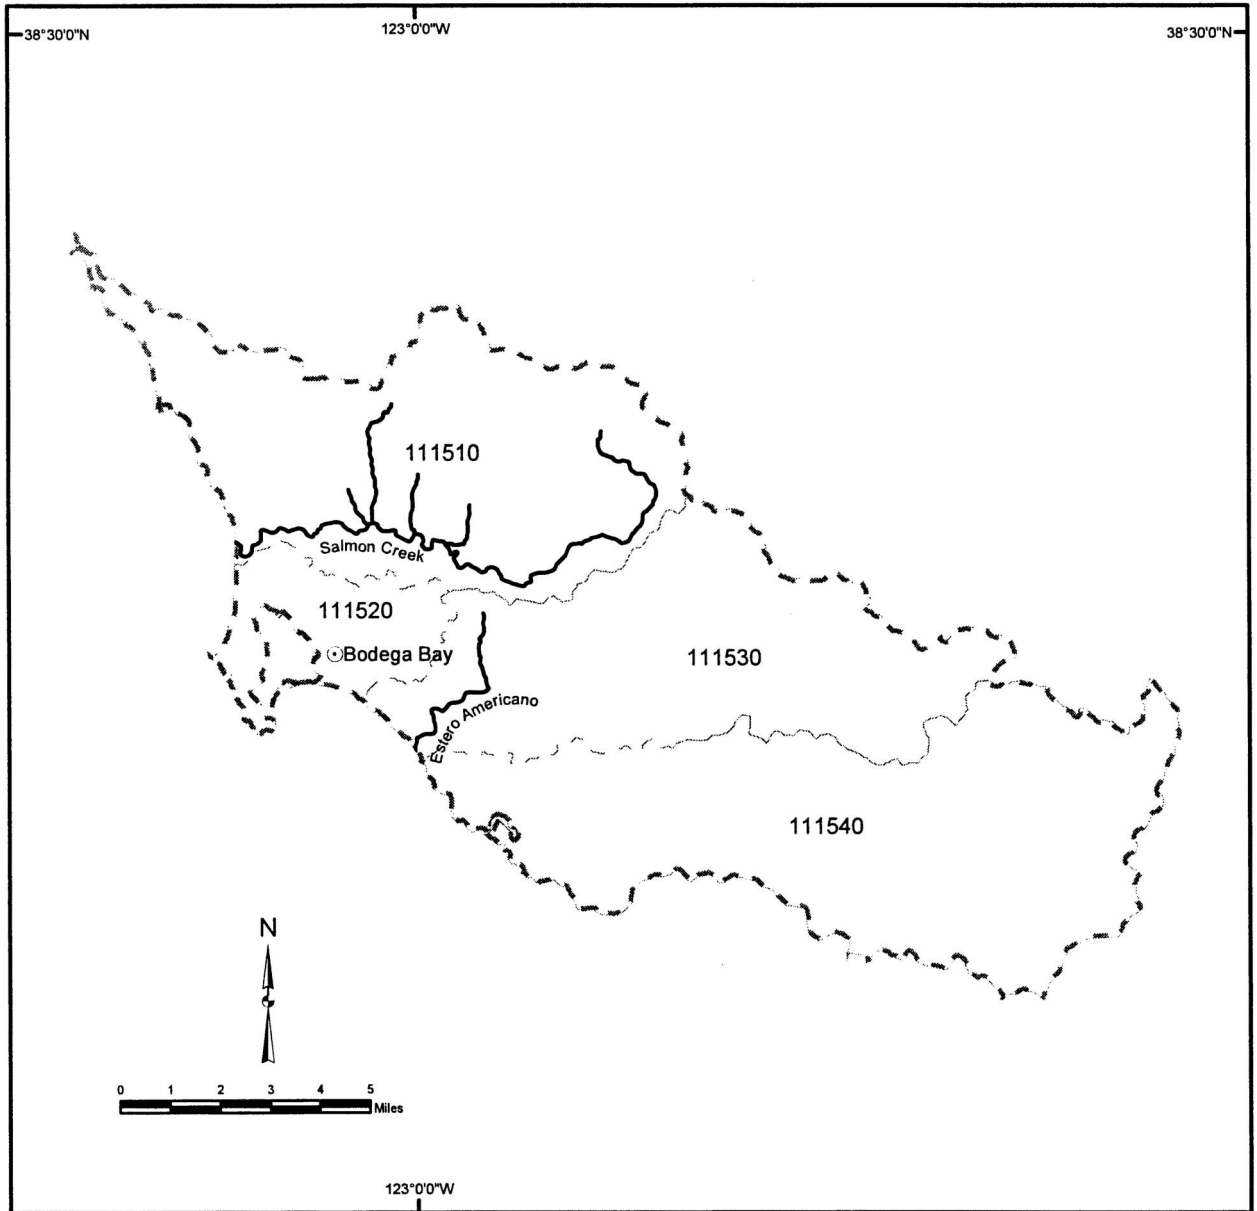 123°0'0"W
38°30'0"N
38°30'0"N
111510
Salmon Creek
111520
Bodega Bay
111530
Estero Americano
111540
N
0 1 2 3 4 5
Miles
123°0'0"W